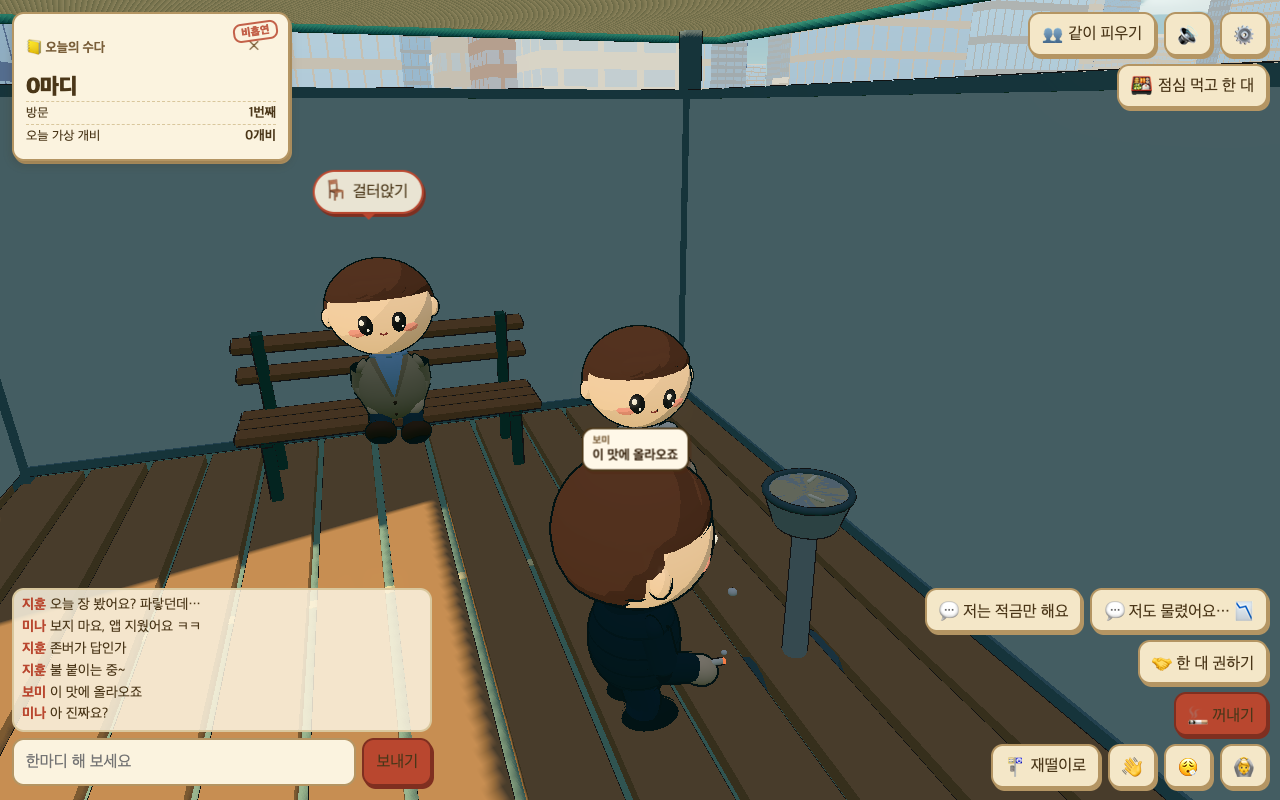 오늘의 수다
비흡연
0마디
방문 1번째
오늘 가상 개비 0개비
같이 피우기
점심 먹고 한 대
걸터앉기
보미
이 맛에 올라오죠
지훈 오늘 장 봤어요? 파랗던데…
미나 보지 마요, 앱 지웠어요 ㅋㅋ
지훈 존버가 답인가
지훈 불 붙이는 중~
보미 이 맛에 올라오죠
미나 아 진짜요?
한마디 해 보세요
보내기
저는 적금만 해요
저도 물렸어요…
한 대 권하기
꺼내기
재떨이로